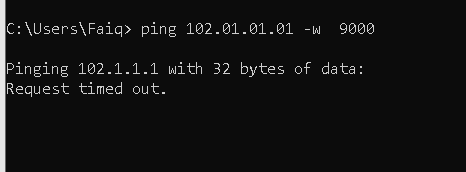 C:\Users\Faiq> ping 102.01.01.01 -w  9000
Pinging 102.1.1.1 with 32 bytes of data:
Request timed out.